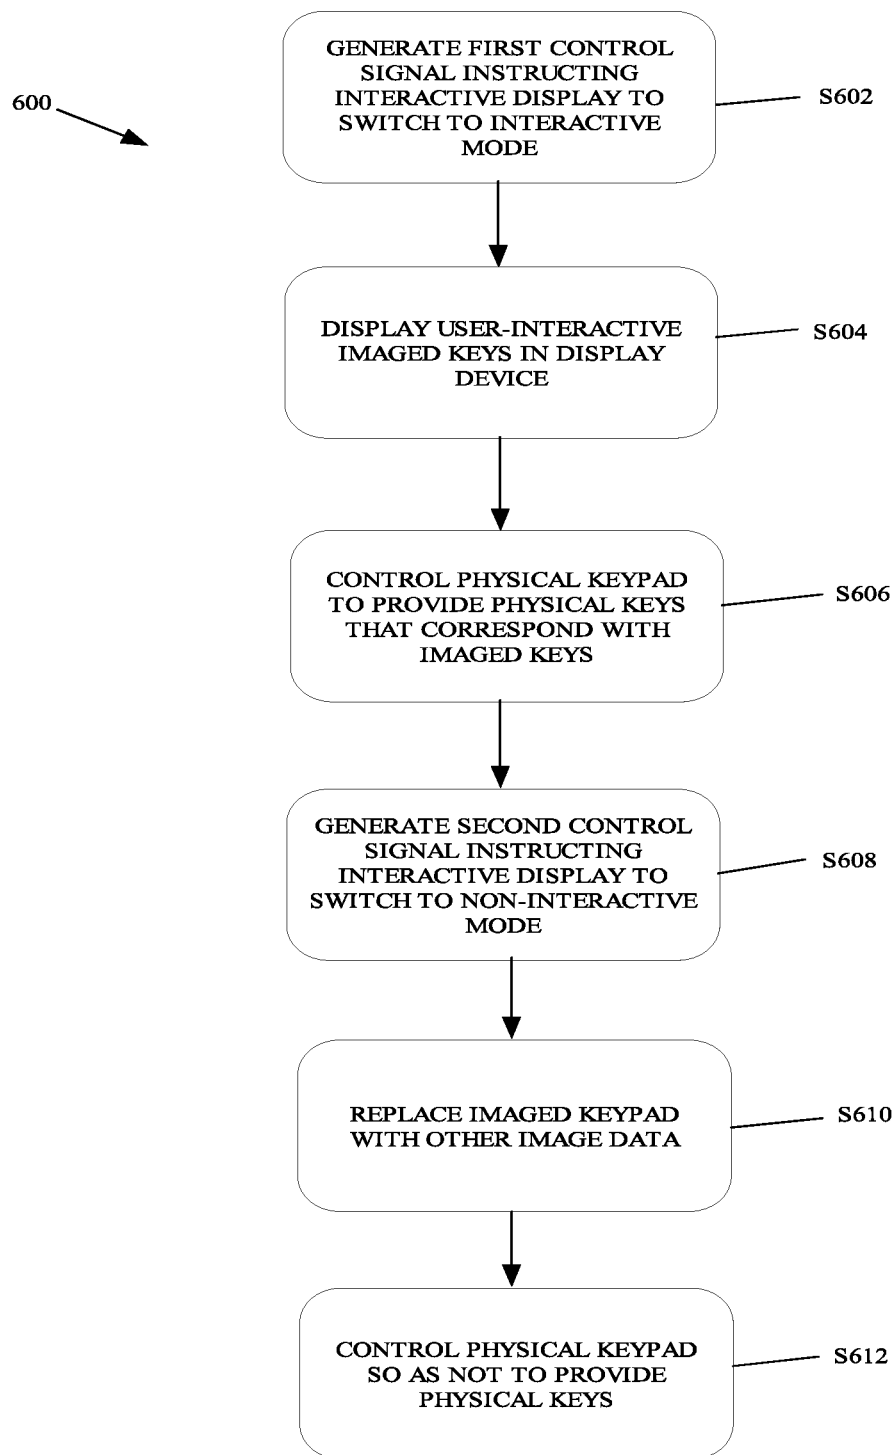 600
GENERATE FIRST CONTROL
SIGNAL INSTRUCTING
INTERACTIVE DISPLAY TO
SWITCH TO INTERACTIVE
MODE
S602
DISPLAY USER-INTERACTIVE
IMAGED KEYS IN DISPLAY
DEVICE
S604
CONTROL PHYSICAL KEYPAD
TO PROVIDE PHYSICAL KEYS
THAT CORRESPOND WITH
IMAGED KEYS
S606
GENERATE SECOND CONTROL
SIGNAL INSTRUCTING
INTERACTIVE DISPLAY TO
SWITCH TO NON-INTERACTIVE
MODE
S608
REPLACE IMAGED KEYPAD
WITH OTHER IMAGE DATA
S610
CONTROL PHYSICAL KEYPAD
SO AS NOT TO PROVIDE
PHYSICAL KEYS
S612